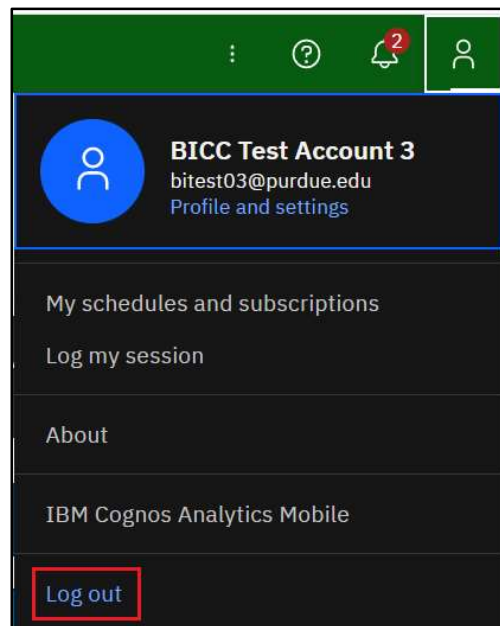 2
BICC Test Account 3
bitest03@purdue.edu
Profile and settings
My schedules and subscriptions
Log my session
About
IBM Cognos Analytics Mobile
Log out